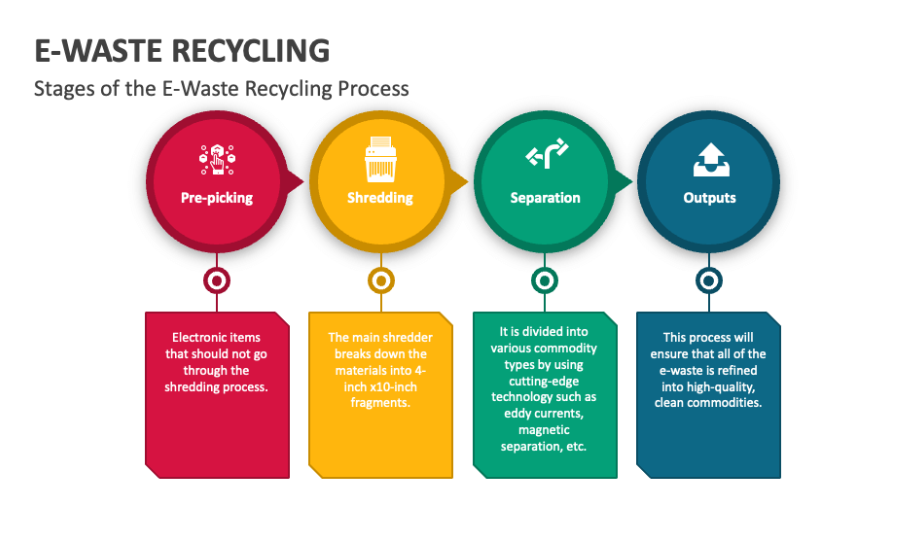 E-WASTE RECYCLING
Stages of the E-Waste Recycling Process
Pre-picking
Shredding
Separation
Outputs
Electronic items
that should not go
through the
shredding process.
The main shredder
breaks down the
materials into 4-
inch x10-inch
fragments.
It is divided into
various commodity
types by using
cutting-edge
technology such as
eddy currents,
magnetic
separation, etc.
This process will
ensure that all of the
e-waste is refined
into high-quality,
clean commodities.